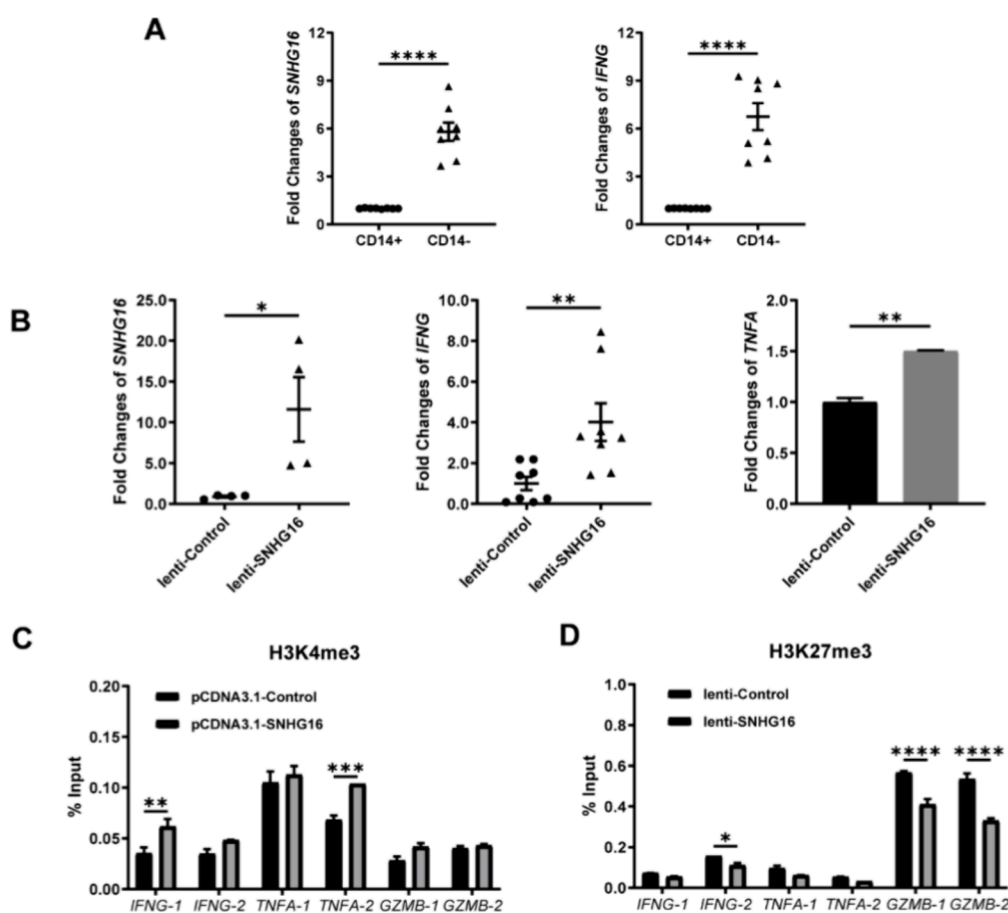 A
Fold Changes of SNHG16
12
9
6
3
0
****
CD14+ CD14-
Fold Changes of IFNG
12
9
6
3
0
****
CD14+ CD14-
B
Fold Changes of SNHG16
25.0
20.0
15.0
10.0
5.0
0.0
*
lenti-Control
lenti-SNHG16
Fold Changes of IFNG
10.0
8.0
6.0
4.0
2.0
0.0
**
lenti-Control
lenti-SNHG16
Fold Changes of TNFA
2.0
1.5
1.0
0.5
0.0
**
lenti-Control
lenti-SNHG16
C
H3K4me3
% Input
0.20
0.15
0.10
0.05
0.00
pCDNA3.1-Control
pCDNA3.1-SNHG16
**
***
IFNG-1 IFNG-2 TNFA-1 TNFA-2 GZMB-1 GZMB-2
D
H3K27me3
% Input
1.0
0.8
0.6
0.4
0.2
0.0
lenti-Control
lenti-SNHG16
*
**** ****
IFNG-1 IFNG-2 TNFA-1 TNFA-2 GZMB-1 GZMB-2